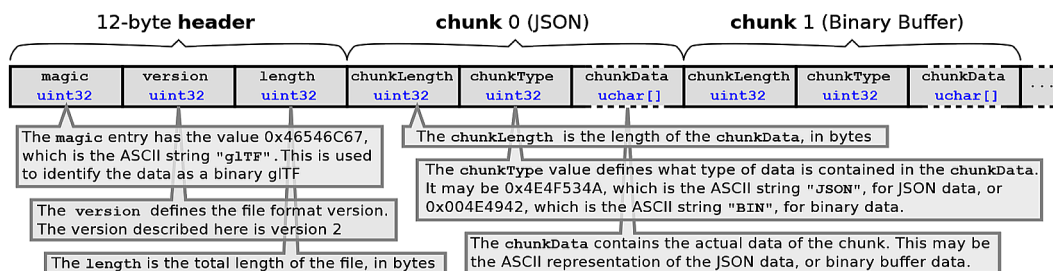 12-byte header
chunk 0 (JSON)
chunk 1 (Binary Buffer)
magic version length chunkLength chunkType chunkData chunkLength chunkType chunkData
uint32 uint32 uint32 uint32 uint32 uchar[] uint32 uint32 uchar[]
...
The magic entry has the value 0x46546C67,
which is the ASCII string "glTF". This is used
to identify the data as a binary glTF
The version defines the file format version.
The version described here is version 2
The length is the total length of the file, in bytes
The chunkLength is the length of the chunkData, in bytes
The chunkType value defines what type of data is contained in the chunkData.
It may be 0x4E4F534A, which is the ASCII string "JSON", for JSON data, or
0x004E4942, which is the ASCII string "BIN", for binary data.
The chunkData contains the actual data of the chunk. This may be
the ASCII representation of the JSON data, or binary buffer data.